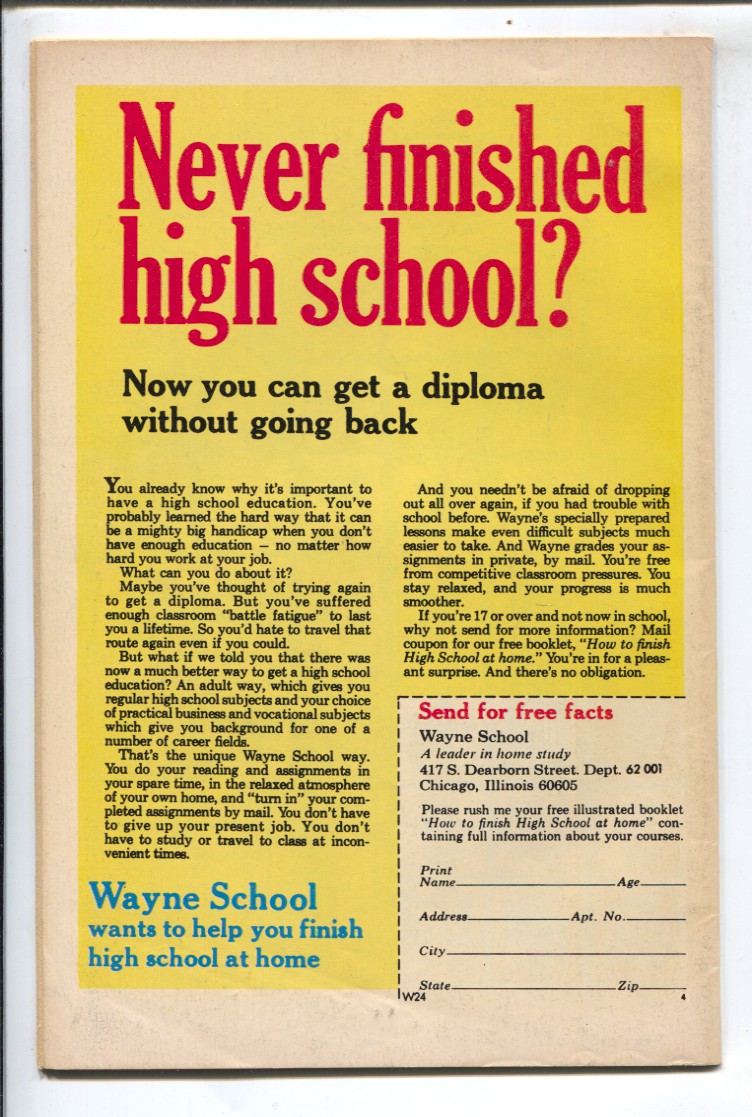 Never finished
high school?
Now you can get a diploma
without going back
You already know why it's important to
have a high school education. You've
probably learned the hard way that it can
be a mighty big handicap when you don't
have enough education — no matter how
hard you work at your job.
What can you do about it?
Maybe you've thought of trying again
to get a diploma. But you've suffered
enough classroom "battle fatigue" to last
you a lifetime. So you'd hate to travel that
route again even if you could.
But what if we told you that there was
now a much better way to get a high school
education? An adult way, which gives you
regular high school subjects and your choice
of practical business and vocational subjects
which give you background for one of a
number of career fields.
That's the unique Wayne School way.
You do your reading and assignments in
your spare time, in the relaxed atmosphere
of your own home, and "turn in" your com-
pleted assignments by mail. You don't have
to give up your present job. You don't
have to study or travel to class at incon-
venient times.
Wayne School
wants to help you finish
high school at home
And you needn't be afraid of dropping
out all over again, if you had trouble with
school before. Wayne's specially prepared
lessons make even difficult subjects much
easier to take. And Wayne grades your as-
signments in private, by mail. You're free
from competitive classroom pressures. You
stay relaxed, and your progress is much
smoother.
If you're 17 or over and not now in school,
why not send for more information? Mail
coupon for our free booklet, "How to finish
High School at home." You're in for a pleas-
ant surprise. And there's no obligation.
Send for free facts
Wayne School
A leader in home study
417 S. Dearborn Street. Dept. 62 001
Chicago, Illinois 60605
Please rush me your free illustrated booklet
"How to finish High School at home" con-
taining full information about your courses.
Print
Name Age
Address Apt. No.
City
State Zip
W24 4